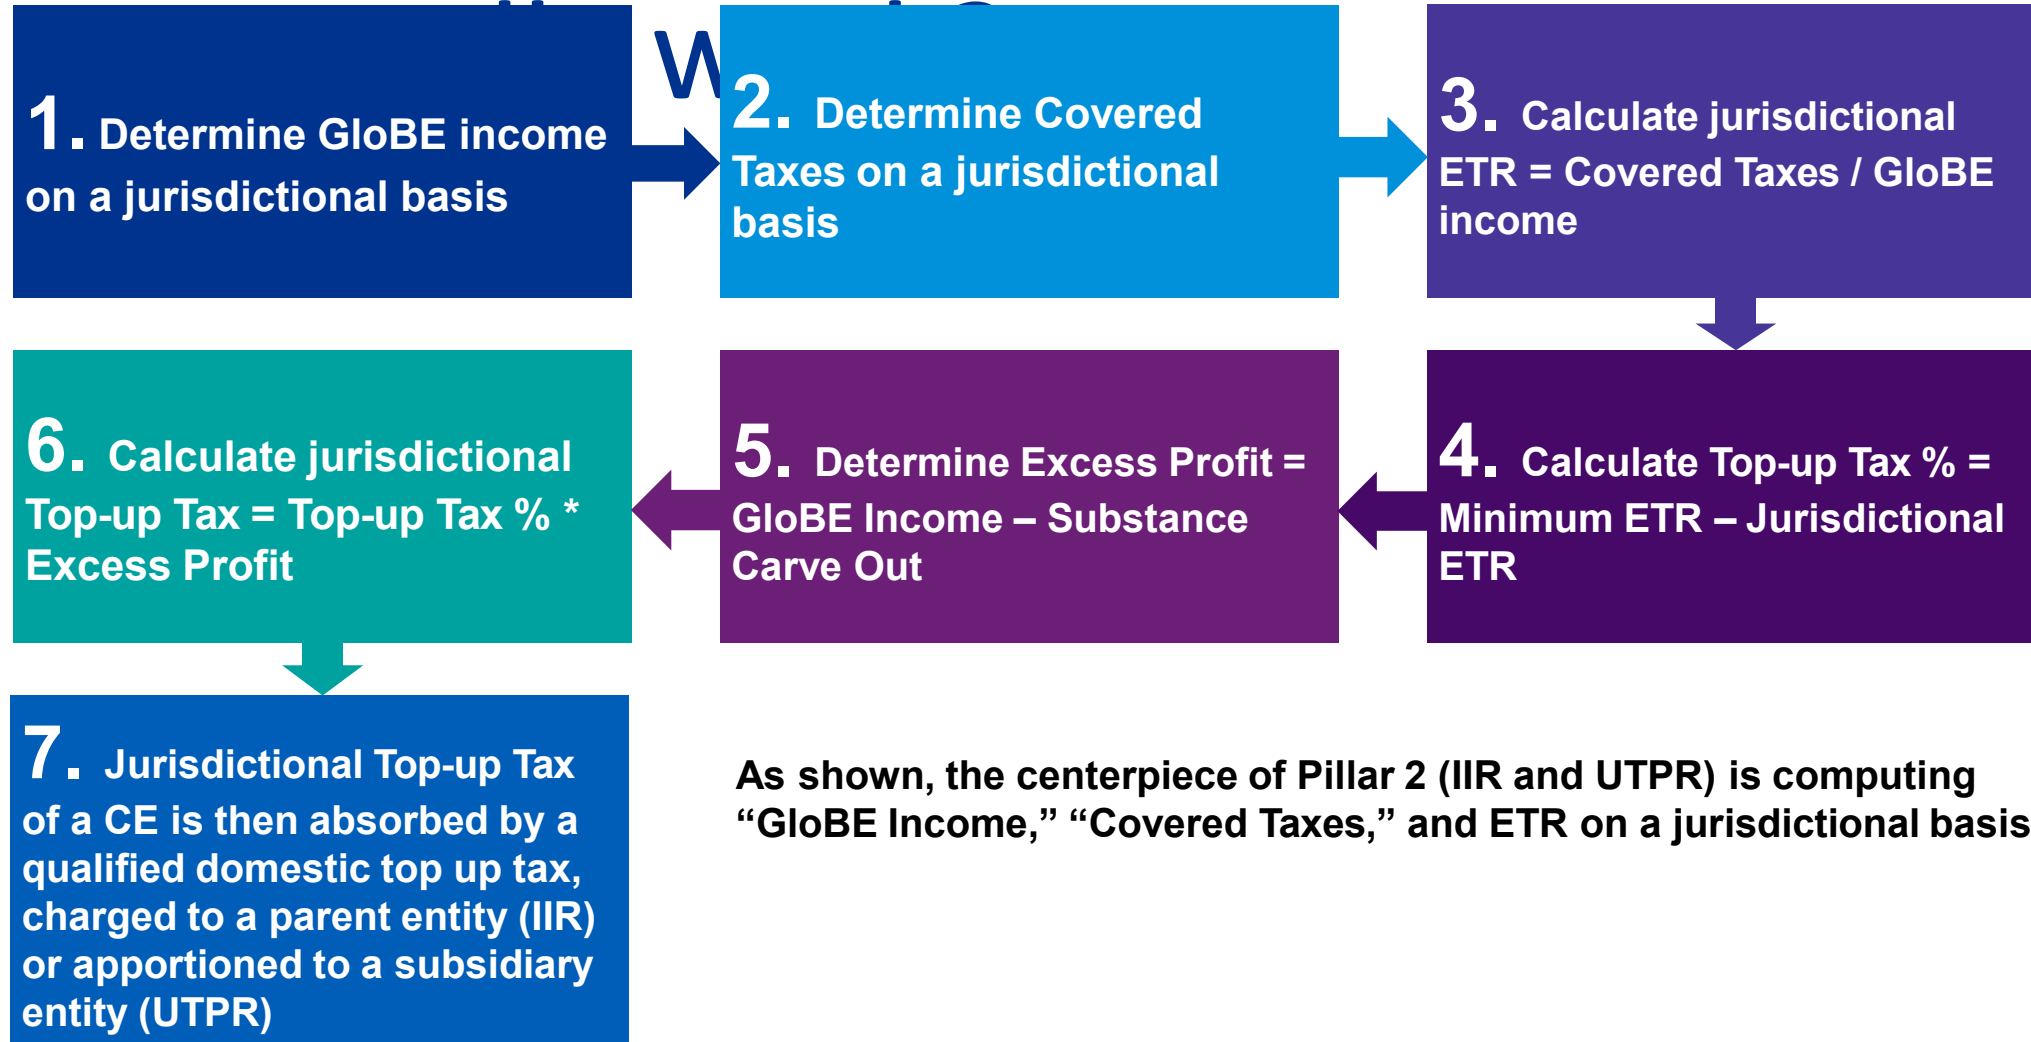 1. Determine GloBE income
on a jurisdictional basis
2. Determine Covered
Taxes on a jurisdictional
basis
3. Calculate jurisdictional
ETR = Covered Taxes / GloBE
income
6. Calculate jurisdictional
Top-up Tax = Top-up Tax % *
Excess Profit
5. Determine Excess Profit =
GloBE Income – Substance
Carve Out
4. Calculate Top-up Tax % =
Minimum ETR – Jurisdictional
ETR
7. Jurisdictional Top-up Tax
of a CE is then absorbed by a
qualified domestic top up tax,
charged to a parent entity (IIR)
or apportioned to a subsidiary
entity (UTPR)
As shown, the centerpiece of Pillar 2 (IIR and UTPR) is computing
“GloBE Income,” “Covered Taxes,” and ETR on a jurisdictional basis